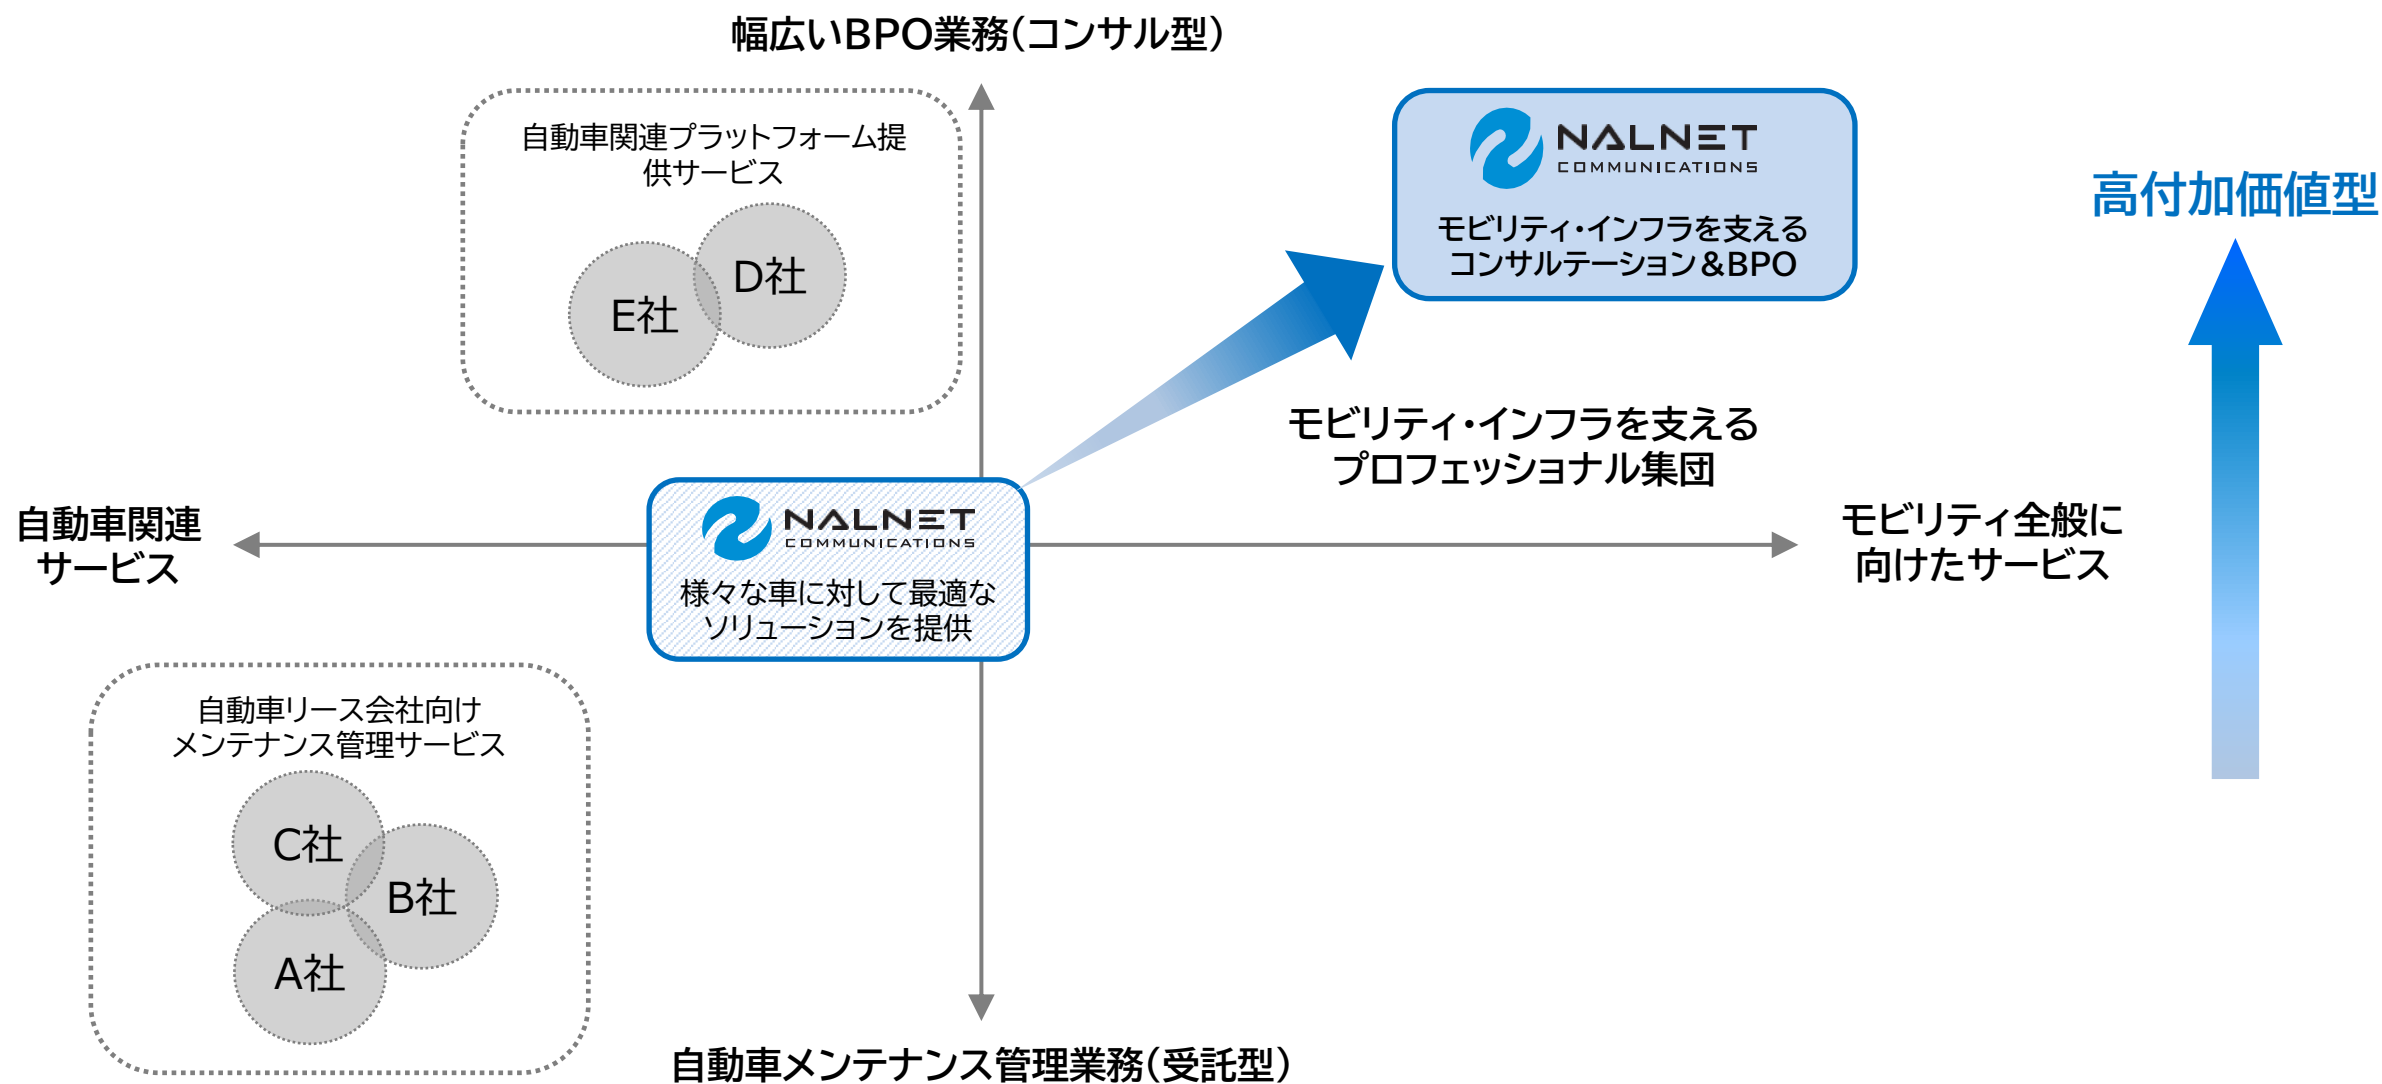 幅広いBPO業務(コンサル型)
自動車関連プラットフォーム提
供サービス
D社
E社
NALNET
COMMUNICATIONS
モビリティ・インフラを支える
コンサルテーション&BPO
高付加価値型
モビリティ・インフラを支える
プロフェッショナル集団
自動車関連
サービス
NALNET
COMMUNICATIONS
様々な車に対して最適な
ソリューションを提供
モビリティ全般に
向けたサービス
自動車リース会社向け
メンテナンス管理サービス
C社
B社
A社
自動車メンテナンス管理業務(受託型)